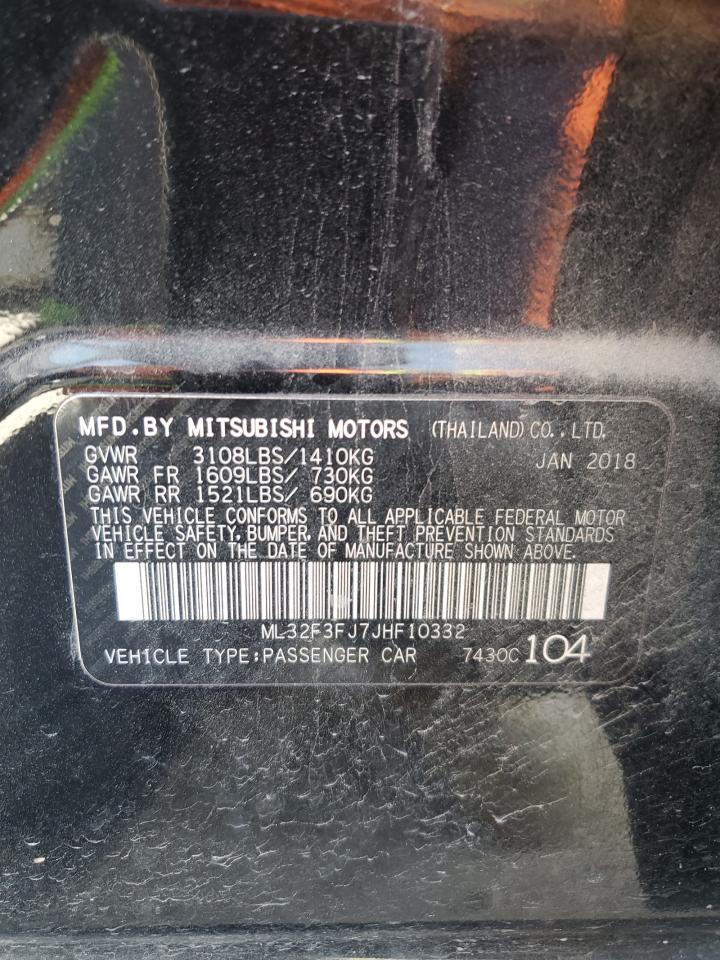 MFD.BY MITSUBISHI MOTORS (THAILAND) CO., LTD.
GVWR 3108LBS/1410KG JAN 2018
GAWR FR 1609LBS/ 730KG
GAWR RR 1521LBS/ 690KG
THIS VEHICLE CONFORMS TO ALL APPLICABLE FEDERAL MOTOR
VEHICLE SAFETY, BUMPER, AND THEFT PREVENTION STANDARDS
IN EFFECT ON THE DATE OF MANUFACTURE SHOWN ABOVE.
ML32F3FJ7JHF10332
VEHICLE TYPE:PASSENGER CAR 7430C 104